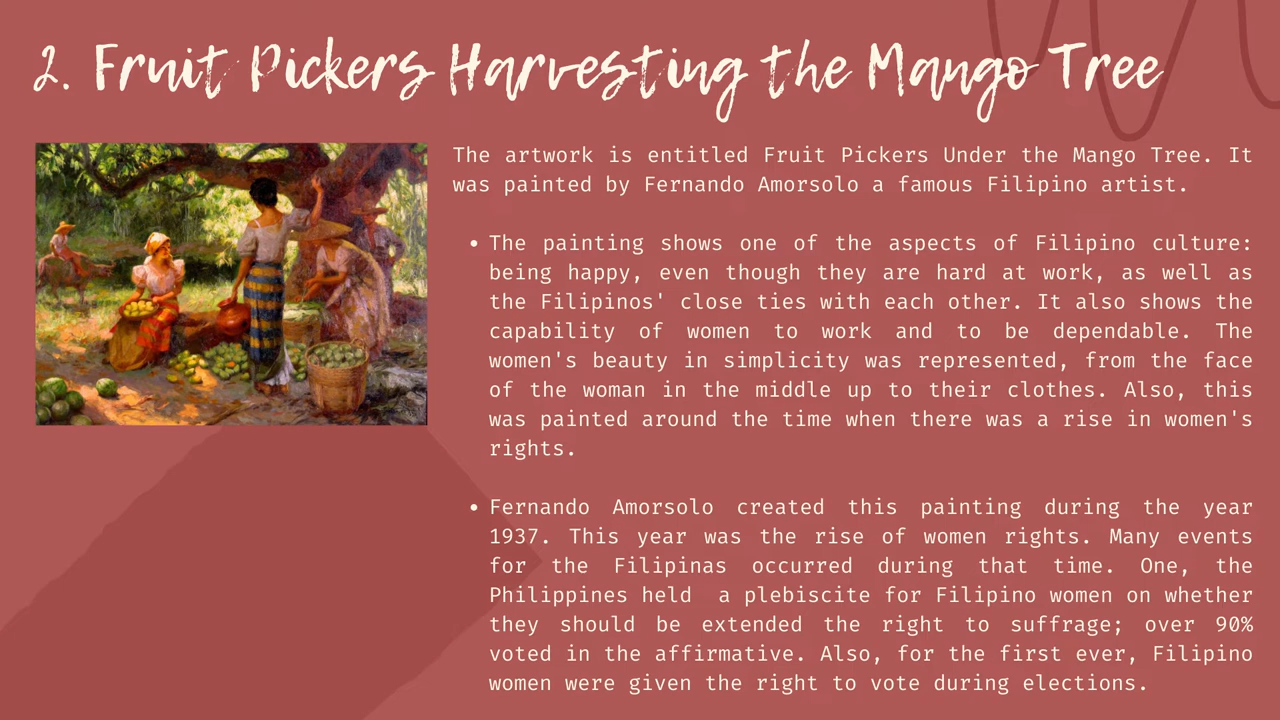 2. Fruit Pickers Harvesting the Mango Tree
The artwork is entitled Fruit Pickers Under the Mango Tree. It
was painted by Fernando Amorsolo a famous Filipino artist.
• The painting shows one of the aspects of Filipino culture:
being happy, even though they are hard at work, as well as
the Filipinos' close ties with each other. It also shows the
capability of women to work and to be dependable. The
women's beauty in simplicity was represented, from the face
of the woman in the middle up to their clothes. Also, this
was painted around the time when there was a rise in women's
rights.
• Fernando Amorsolo created this painting during the year
1937. This year was the rise of women rights. Many events
for the Filipinas occurred during that time. One, the
Philippines held a plebiscite for Filipino women on whether
they should be extended the right to suffrage; over 90%
voted in the affirmative. Also, for the first ever, Filipino
women were given the right to vote during elections.